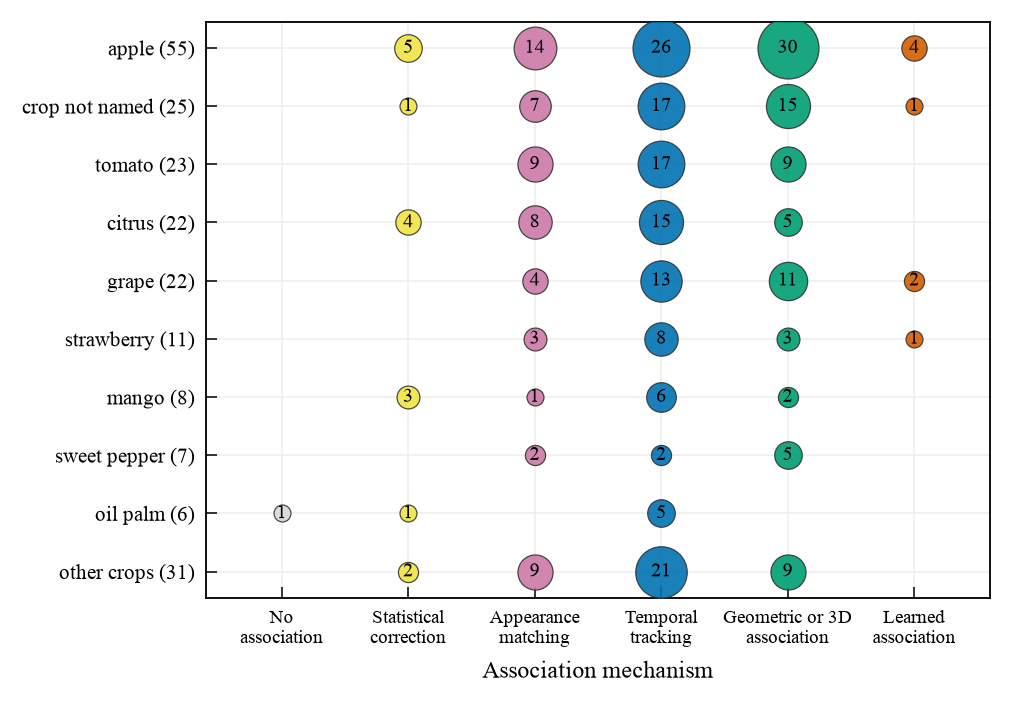 apple (55) 5 14 26 30 4
crop not named (25) 1 7 17 15 1
tomato (23) 9 17 9
citrus (22) 4 8 15 5
grape (22) 4 13 11 2
strawberry (11) 3 8 3 1
mango (8) 3 1 6 2
sweet pepper (7) 2 2 5
oil palm (6) 1 1 5
other crops (31) 2 9 21 9
No Statistical Appearance Temporal Geometric or 3D Learned
association correction matching tracking association association
Association mechanism